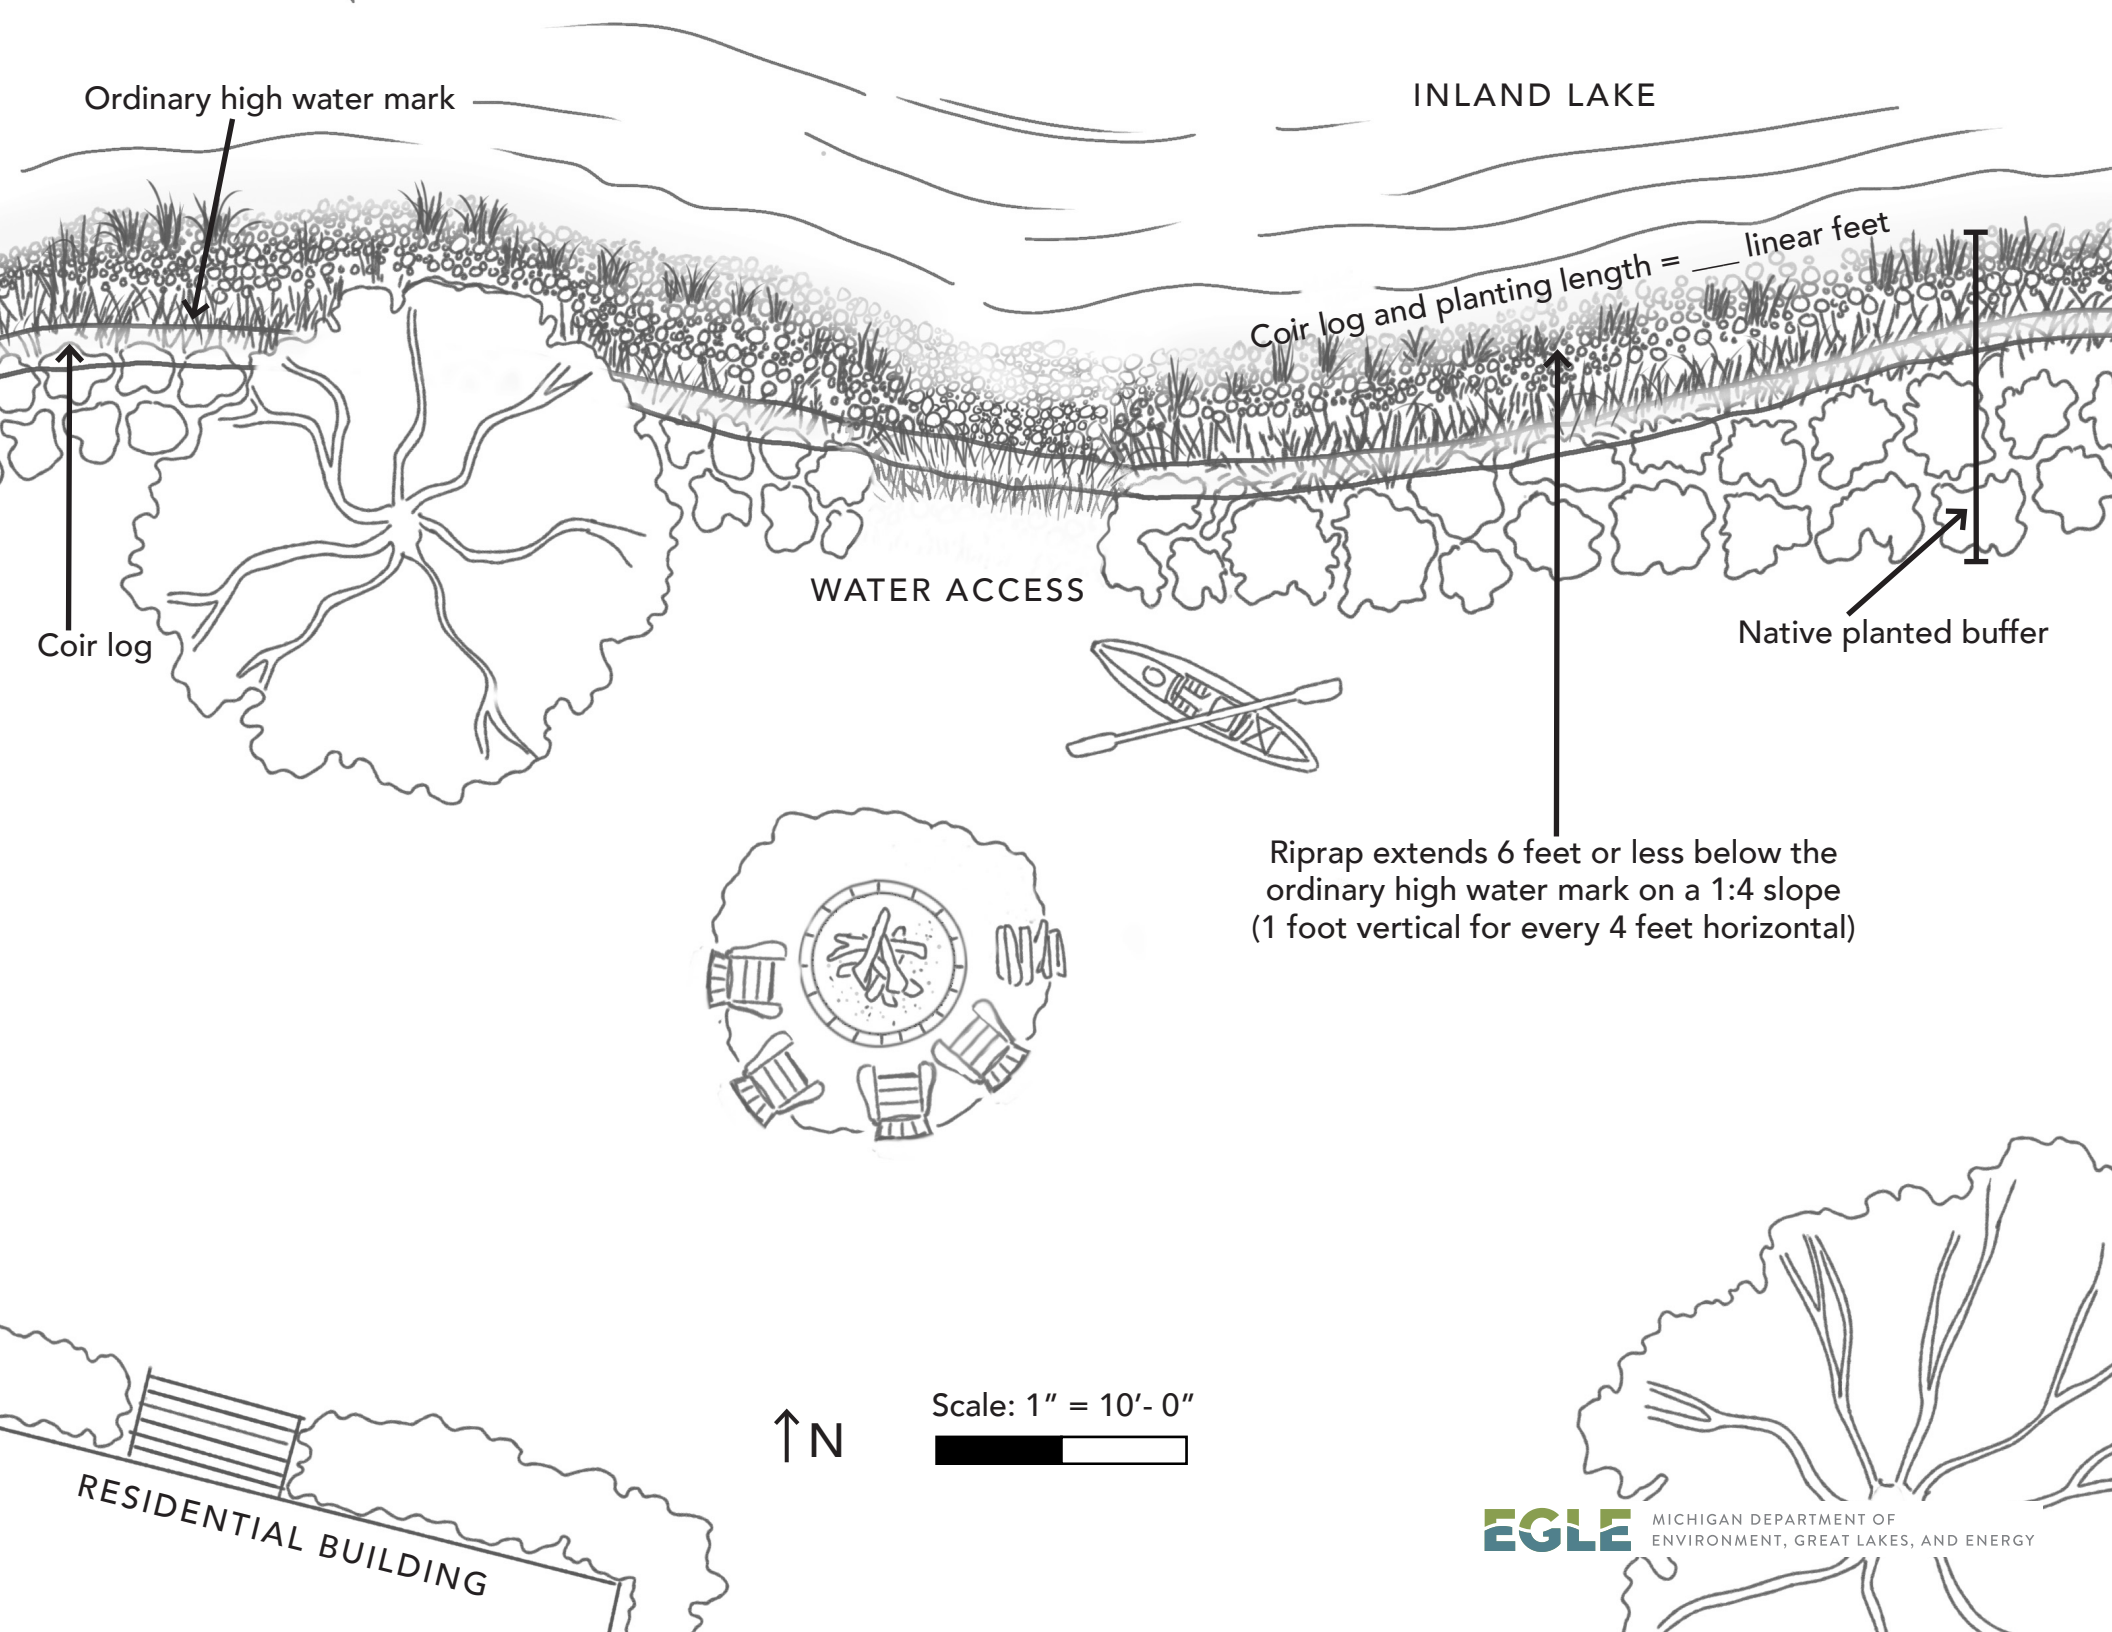 Ordinary high water mark
INLAND LAKE
Coir log and planting length = ___ linear feet
WATER ACCESS
Coir log
Native planted buffer
Riprap extends 6 feet or less below the
ordinary high water mark on a 1:4 slope
(1 foot vertical for every 4 feet horizontal)
N
Scale: 1” = 10’- 0”
RESIDENTIAL BUILDING
EGLE
MICHIGAN DEPARTMENT OF
ENVIRONMENT, GREAT LAKES, AND ENERGY